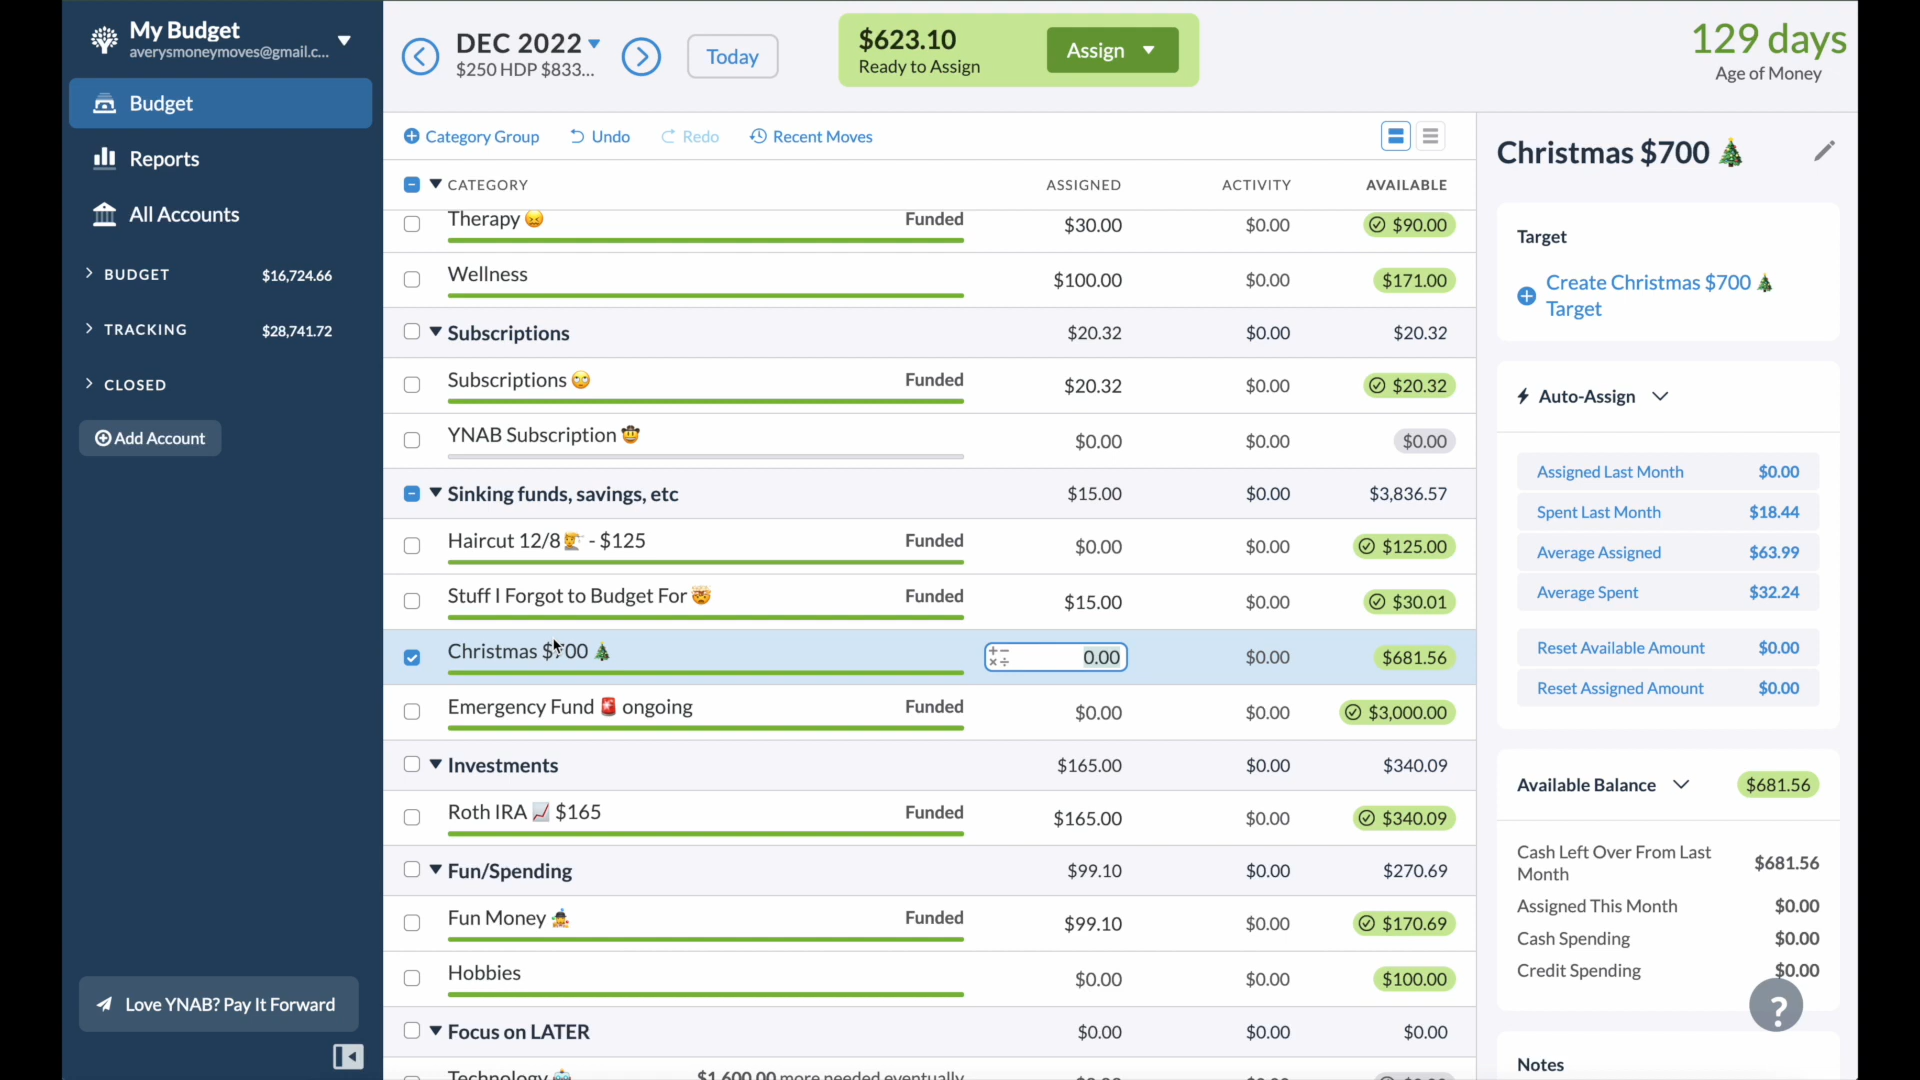 My Budget
averysmoneymoves@gmail.c...
Budget
Reports
All Accounts
BUDGET $16,724.66
TRACKING $28,741.72
CLOSED
Add Account
Love YNAB? Pay It Forward
DEC 2022
$250 HDP $833...
Today
$623.10
Ready to Assign
Assign
129 days
Age of Money
Category Group Undo Redo Recent Moves
CATEGORY ASSIGNED ACTIVITY AVAILABLE
Therapy 😖 Funded $30.00 $0.00 $90.00
Wellness $100.00 $0.00 $171.00
Subscriptions $20.32 $0.00 $20.32
Subscriptions 🙄 Funded $20.32 $0.00 $20.32
YNAB Subscription 🤠 $0.00 $0.00 $0.00
Sinking funds, savings, etc $15.00 $0.00 $3,836.57
Haircut 12/8 💇 - $125 Funded $0.00 $0.00 $125.00
Stuff I Forgot to Budget For 🤯 Funded $15.00 $0.00 $30.01
Christmas $700 🎄 0.00 $0.00 $681.56
Emergency Fund 🚨 ongoing Funded $0.00 $0.00 $3,000.00
Investments $165.00 $0.00 $340.09
Roth IRA 📈 $165 Funded $165.00 $0.00 $340.09
Fun/Spending $99.10 $0.00 $270.69
Fun Money 🤹 Funded $99.10 $0.00 $170.69
Hobbies $0.00 $0.00 $100.00
Focus on LATER $0.00 $0.00 $0.00
Technology 🤖 $1,600.00 more needed eventually
Christmas $700 🎄
Target
Create Christmas $700 🎄
Target
Auto-Assign
Assigned Last Month $0.00
Spent Last Month $18.44
Average Assigned $63.99
Average Spent $32.24
Reset Available Amount $0.00
Reset Assigned Amount $0.00
Available Balance $681.56
Cash Left Over From Last
Month $681.56
Assigned This Month $0.00
Cash Spending $0.00
Credit Spending $0.00
?
Notes